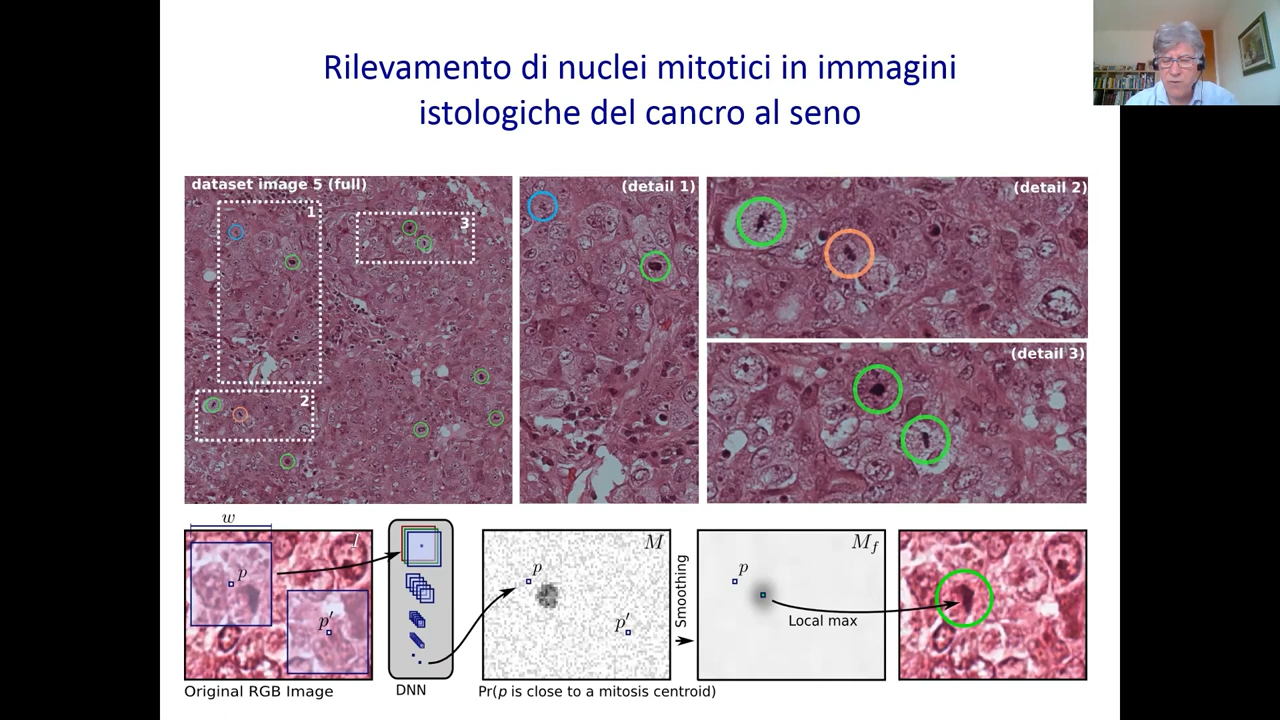 Rilevamento di nuclei mitotici in immagini
istologiche del cancro al seno
dataset image 5 (full)
1
3
2
(detail 1)
(detail 2)
(detail 3)
w
I
p
p′
Original RGB Image
DNN
M
p
p′
Pr(p is close to a mitosis centroid)
Smoothing
M_f
p
Local max